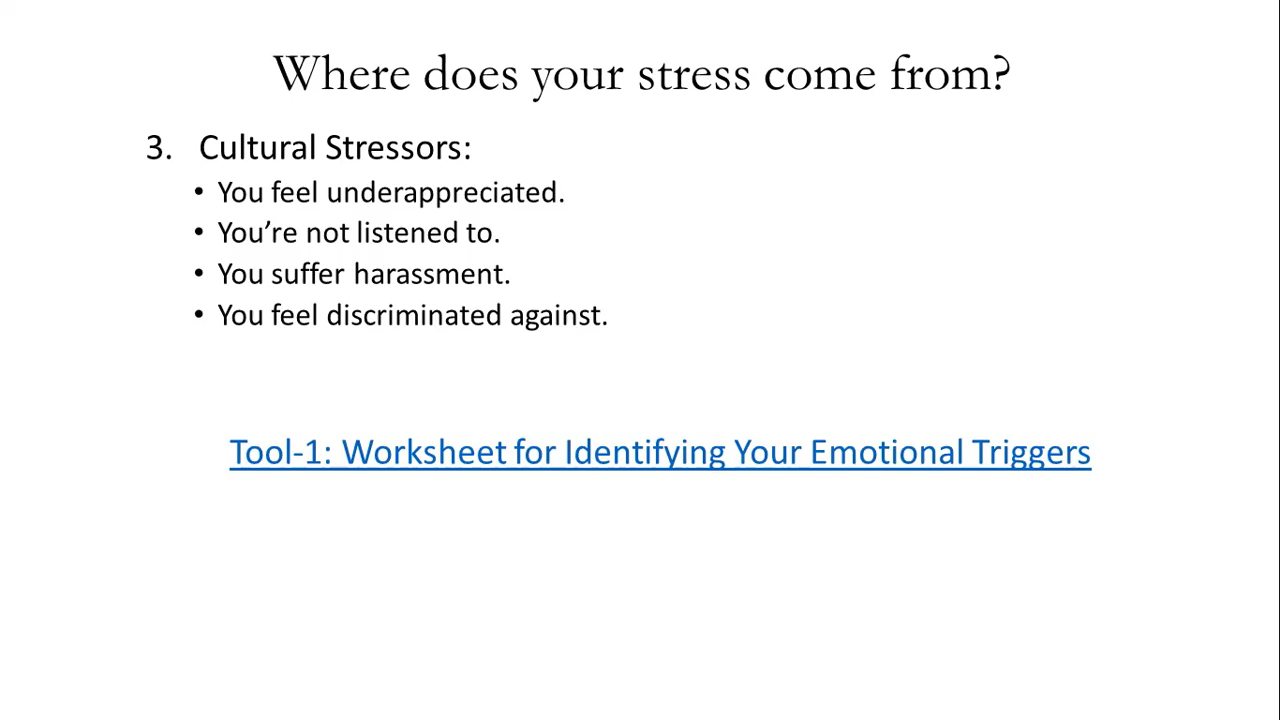 Where does your stress come from?
3. Cultural Stressors:
• You feel underappreciated.
• You’re not listened to.
• You suffer harassment.
• You feel discriminated against.
Tool-1: Worksheet for Identifying Your Emotional Triggers